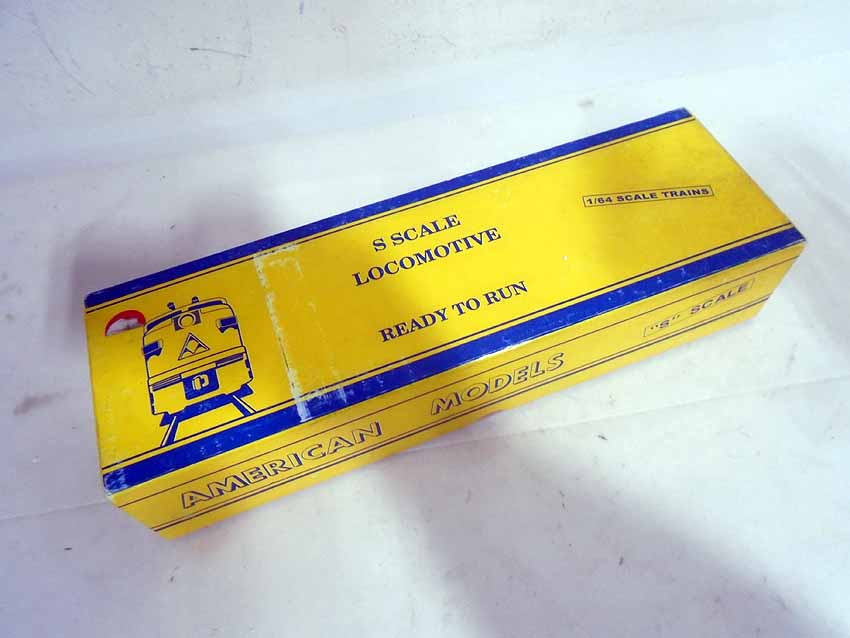 1/64 SCALE TRAINS
S SCALE
LOCOMOTIVE
READY TO RUN
AMERICAN MODELS
"S" SCALE